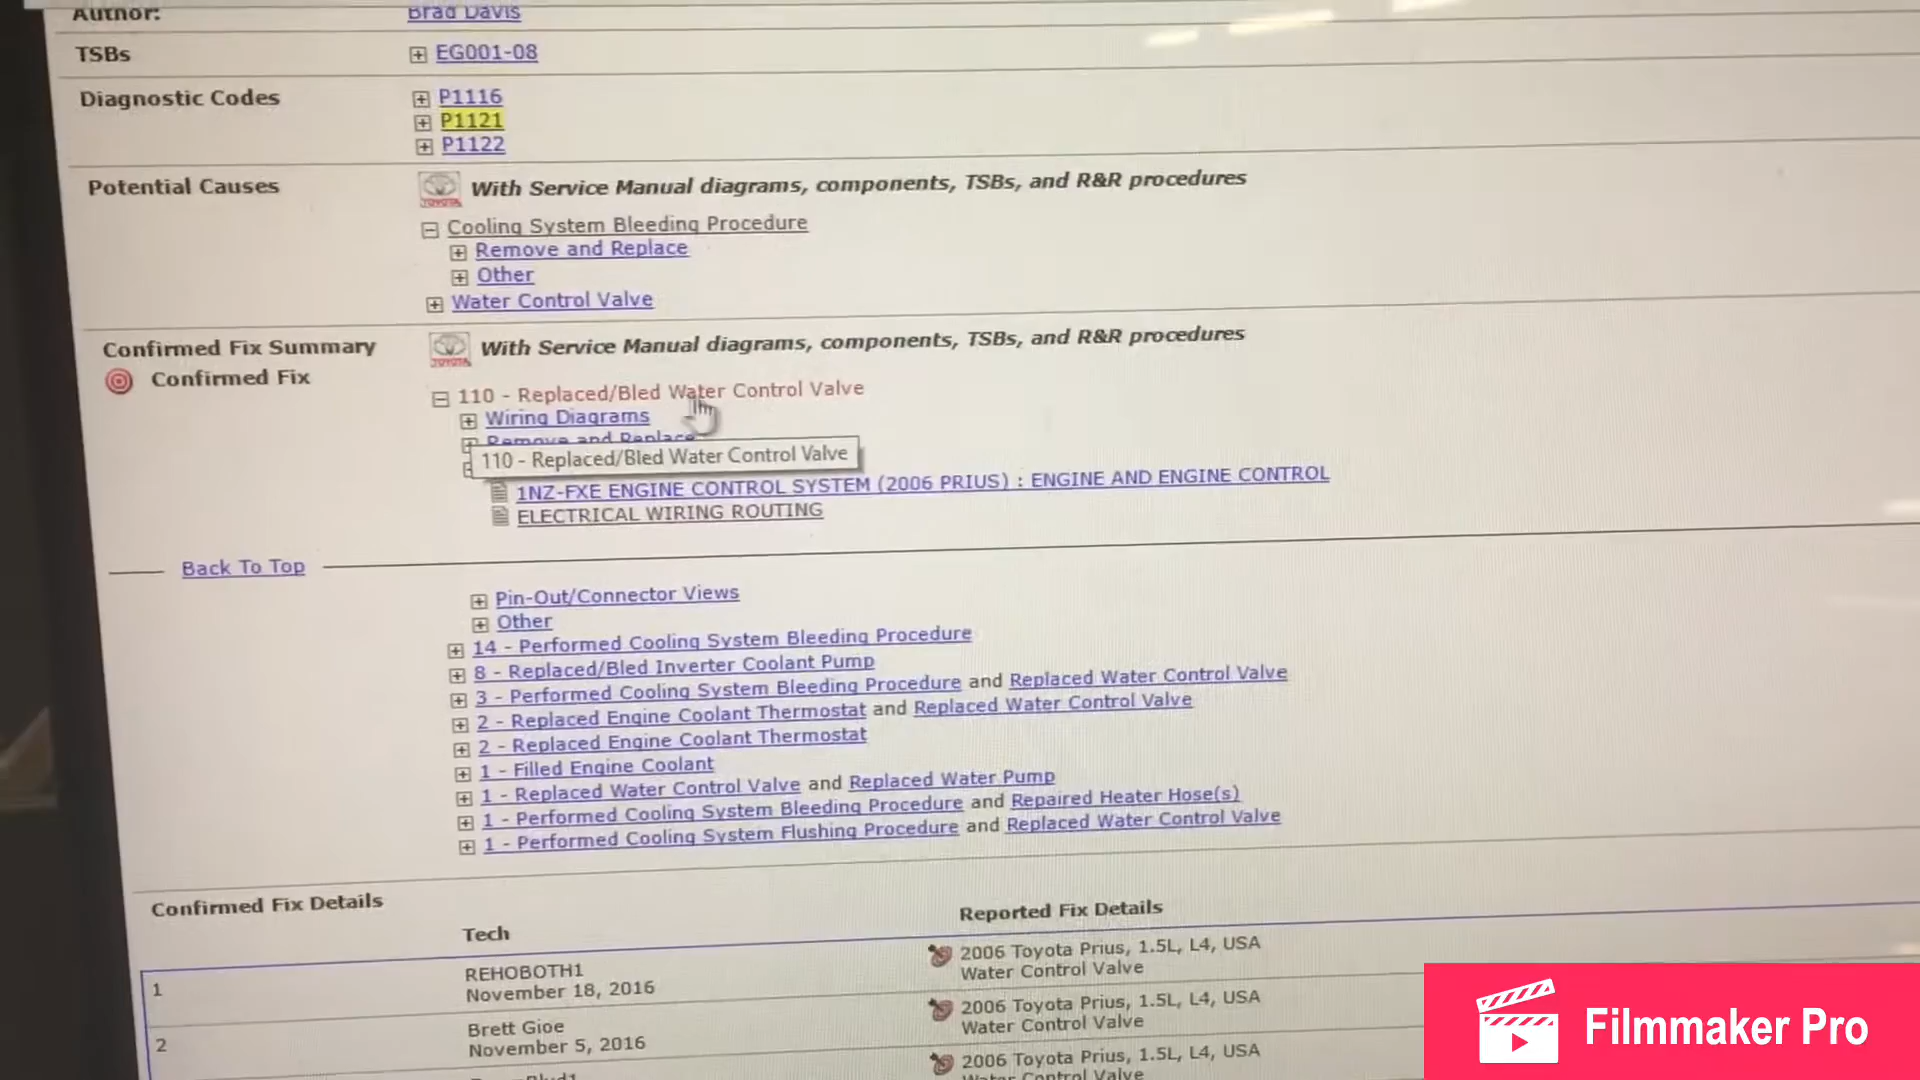 Author: Brad Davis
TSBs EG001-08
Diagnostic Codes P1116
P1121
P1122
Potential Causes TOYOTA With Service Manual diagrams, components, TSBs, and R&R procedures
Cooling System Bleeding Procedure
Remove and Replace
Other
Water Control Valve
Confirmed Fix Summary TOYOTA With Service Manual diagrams, components, TSBs, and R&R procedures
Confirmed Fix
110 - Replaced/Bled Water Control Valve
Wiring Diagrams
Remove and Replace
110 - Replaced/Bled Water Control Valve
1NZ-FXE ENGINE CONTROL SYSTEM (2006 PRIUS) : ENGINE AND ENGINE CONTROL
ELECTRICAL WIRING ROUTING
Back To Top
Pin-Out/Connector Views
Other
14 - Performed Cooling System Bleeding Procedure
8 - Replaced/Bled Inverter Coolant Pump
3 - Performed Cooling System Bleeding Procedure and Replaced Water Control Valve
2 - Replaced Engine Coolant Thermostat and Replaced Water Control Valve
2 - Replaced Engine Coolant Thermostat
1 - Filled Engine Coolant
1 - Replaced Water Control Valve and Replaced Water Pump
1 - Performed Cooling System Bleeding Procedure and Repaired Heater Hose(s)
1 - Performed Cooling System Flushing Procedure and Replaced Water Control Valve
Confirmed Fix Details
Tech Reported Fix Details
1 REHOBOTH1 2006 Toyota Prius, 1.5L, L4, USA
November 18, 2016 Water Control Valve
2 Brett Gioe 2006 Toyota Prius, 1.5L, L4, USA
November 5, 2016 Water Control Valve
2006 Toyota Prius, 1.5L, L4, USA
Water Control Valve
Filmmaker Pro